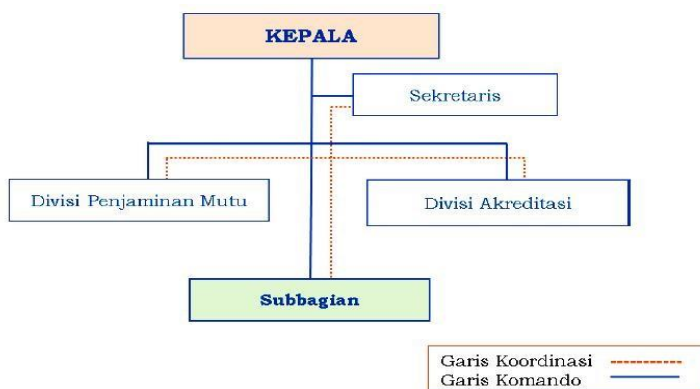 KEPALA
Sekretaris
Divisi Penjaminan Mutu
Divisi Akreditasi
Subbagian
Garis Koordinasi
Garis Komando